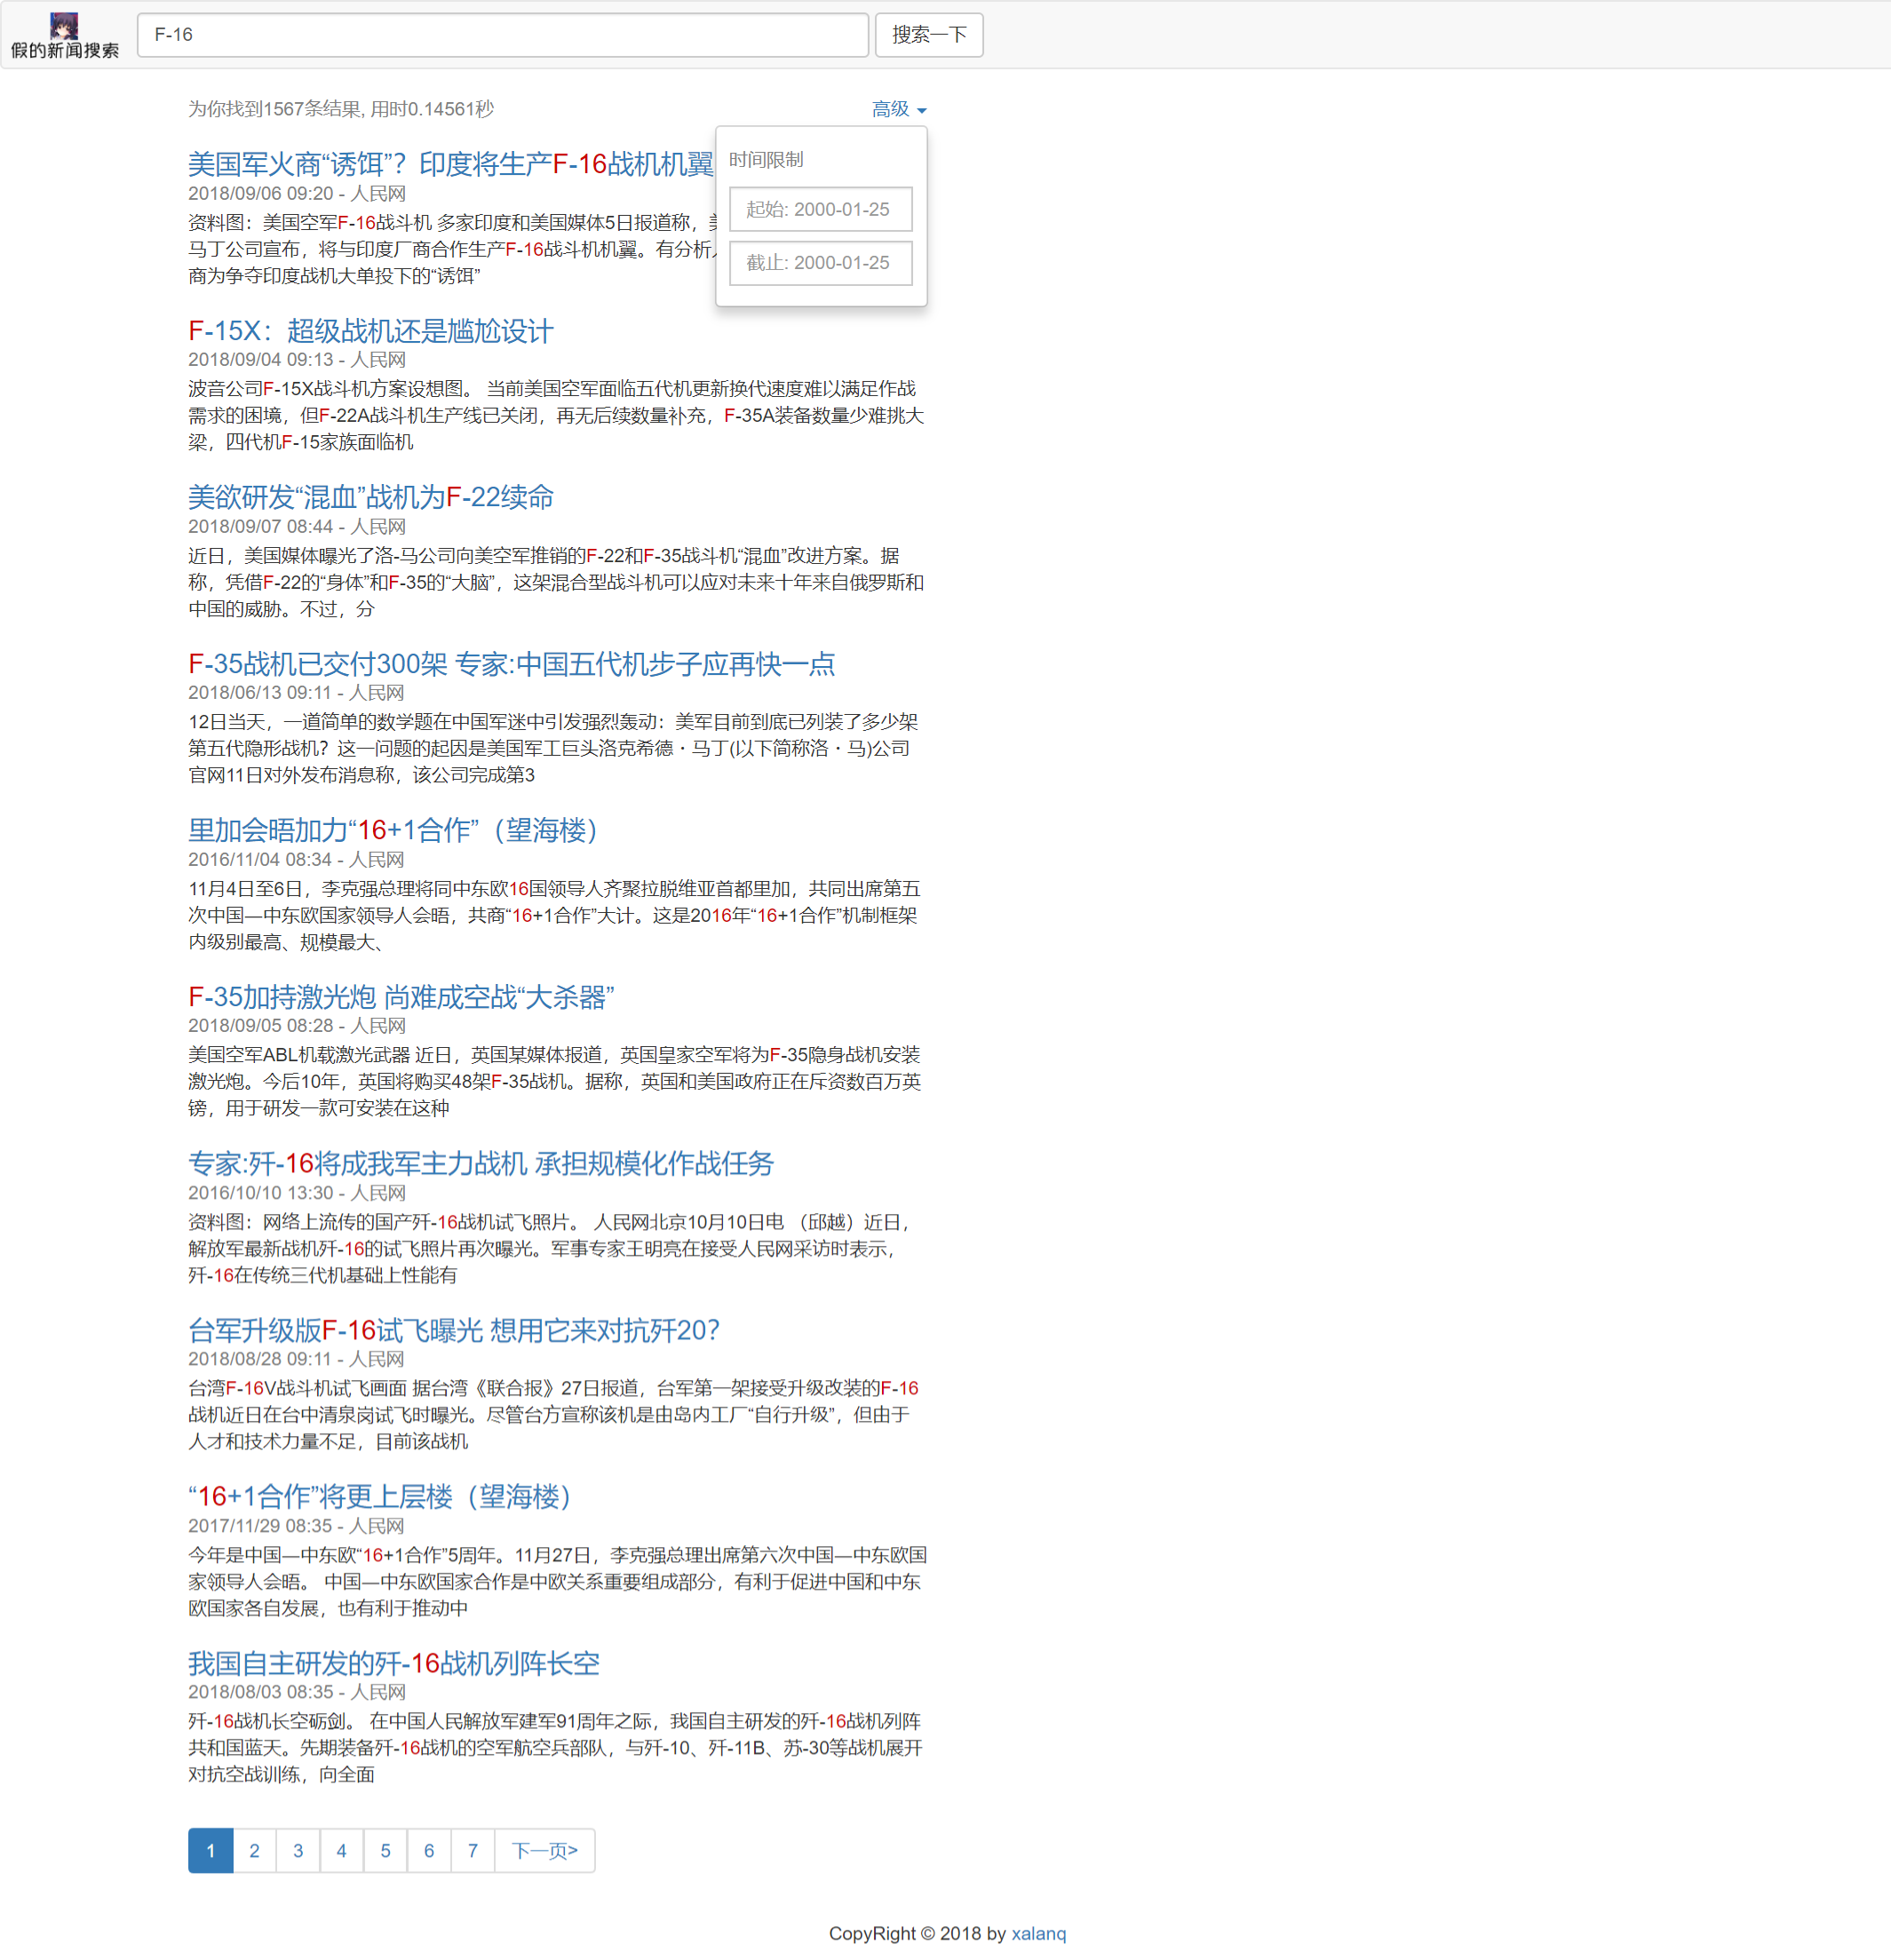 假的新闻搜索
F-16
搜索一下
为你找到1567条结果, 用时0.14561秒
高级
时间限制
起始: 2000-01-25
截止: 2000-01-25
美国军火商“诱饵”？印度将生产F-16战机机翼
2018/09/06 09:20 - 人民网
资料图：美国空军F-16战斗机 多家印度和美国媒体5日报道称，
马丁公司宣布，将与印度厂商合作生产F-16战斗机机翼。有分析
商为争夺印度战机大单投下的“诱饵”
F-15X：超级战机还是尴尬设计
2018/09/04 09:13 - 人民网
波音公司F-15X战斗机方案设想图。 当前美国空军面临五代机更新换代速度难以满足作战
需求的困境，但F-22A战斗机生产线已关闭，再无后续数量补充，F-35A装备数量少难挑大
梁，四代机F-15家族面临机
美欲研发“混血”战机为F-22续命
2018/09/07 08:44 - 人民网
近日，美国媒体曝光了洛-马公司向美空军推销的F-22和F-35战斗机“混血”改进方案。据
称，凭借F-22的“身体”和F-35的“大脑”，这架混合型战斗机可以应对未来十年来自俄罗斯和
中国的威胁。不过，分
F-35战机已交付300架 专家:中国五代机步子应再快一点
2018/06/13 09:11 - 人民网
12日当天，一道简单的数学题在中国军迷中引发强烈轰动：美军目前到底已列装了多少架
第五代隐形战机？这一问题的起因是美国军工巨头洛克希德・马丁(以下简称洛・马)公司
官网11日对外发布消息称，该公司完成第3
里加会晤加力“16+1合作”（望海楼）
2016/11/04 08:34 - 人民网
11月4日至6日，李克强总理将同中东欧16国领导人齐聚拉脱维亚首都里加，共同出席第五
次中国—中东欧国家领导人会晤，共商“16+1合作”大计。这是2016年“16+1合作”机制框架
内级别最高、规模最大、
F-35加持激光炮 尚难成空战“大杀器”
2018/09/05 08:28 - 人民网
美国空军ABL机载激光武器 近日，英国某媒体报道，英国皇家空军将为F-35隐身战机安装
激光炮。今后10年，英国将购买48架F-35战机。据称，英国和美国政府正在斥资数百万英
镑，用于研发一款可安装在这种
专家:歼-16将成我军主力战机 承担规模化作战任务
2016/10/10 13:30 - 人民网
资料图：网络上流传的国产歼-16战机试飞照片。 人民网北京10月10日电 （邱越）近日，
解放军最新战机歼-16的试飞照片再次曝光。军事专家王明亮在接受人民网采访时表示，
歼-16在传统三代机基础上性能有
台军升级版F-16试飞曝光 想用它来对抗歼20？
2018/08/28 09:11 - 人民网
台湾F-16V战斗机试飞画面 据台湾《联合报》27日报道，台军第一架接受升级改装的F-16
战机近日在台中清泉岗试飞时曝光。尽管台方宣称该机是由岛内工厂“自行升级”，但由于
人才和技术力量不足，目前该战机
“16+1合作”将更上层楼（望海楼）
2017/11/29 08:35 - 人民网
今年是中国—中东欧“16+1合作”5周年。11月27日，李克强总理出席第六次中国—中东欧国
家领导人会晤。 中国—中东欧国家合作是中欧关系重要组成部分，有利于促进中国和中东
欧国家各自发展，也有利于推动中
我国自主研发的歼-16战机列阵长空
2018/08/03 08:35 - 人民网
歼-16战机长空砺剑。 在中国人民解放军建军91周年之际，我国自主研发的歼-16战机列阵
共和国蓝天。先期装备歼-16战机的空军航空兵部队，与歼-10、歼-11B、苏-30等战机展开
对抗空战训练，向全面
1 2 3 4 5 6 7 下一页>
CopyRight © 2018 by xalanq